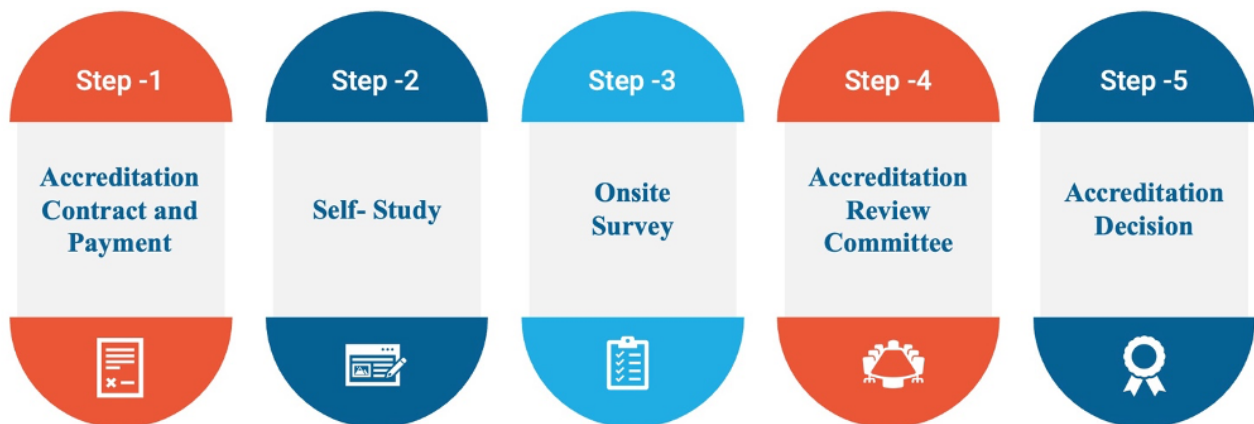 Step -1
Accreditation
Contract and
Payment
Step -2
Self- Study
Step -3
Onsite
Survey
Step -4
Accreditation
Review
Committee
Step -5
Accreditation
Decision